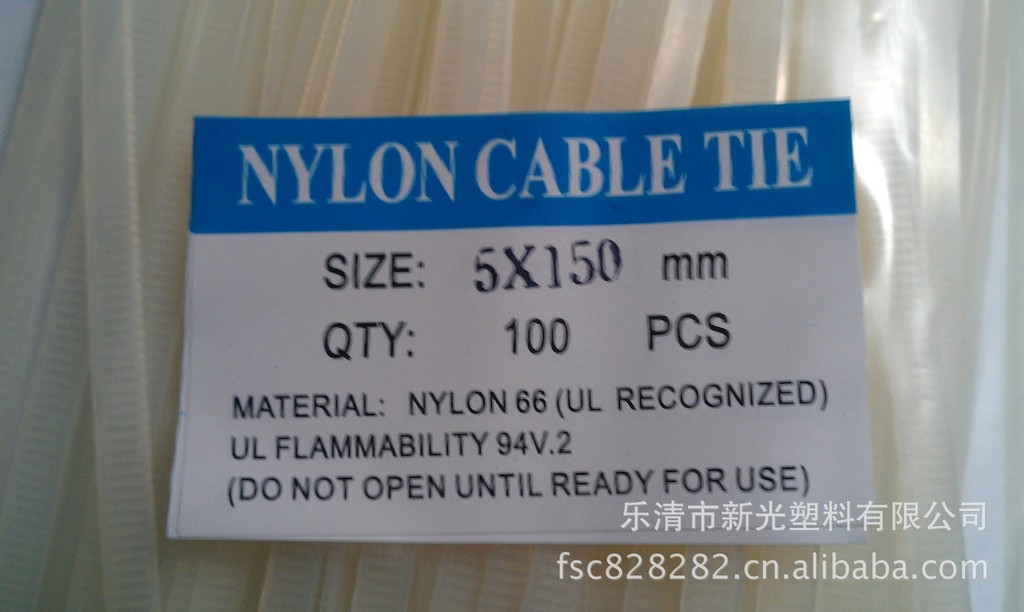 NYLON CABLE TIE
SIZE: 5X150 mm
QTY: 100 PCS
MATERIAL: NYLON 66 (UL RECOGNIZED)
UL FLAMMABILITY 94V.2
(DO NOT OPEN UNTIL READY FOR USE)
乐清市新光塑料有限公司
fsc828282.cn.alibaba.com